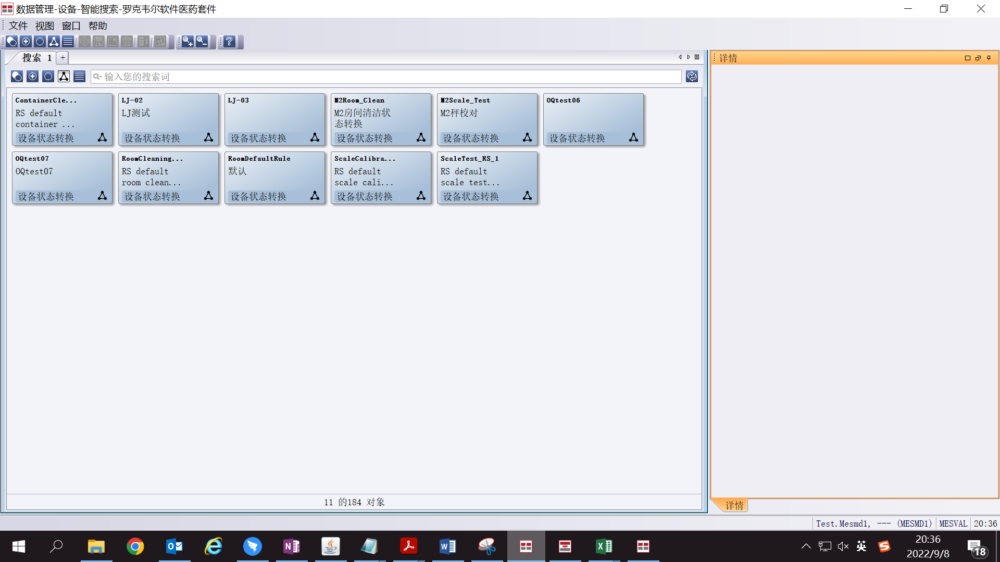 数据管理-设备-智能搜索-罗克韦尔软件医药套件
文件 视图 窗口 帮助
搜索 1 +
输入您的搜索词
详情
ContainerCle...
RS default
container ...
设备状态转换
LJ-02
LJ测试
设备状态转换
LJ-03
设备状态转换
M2Room_Clean
M2房间清洁状
态转换
设备状态转换
M2Scale_Test
M2秤校对
设备状态转换
OQtest06
设备状态转换
OQtest07
OQtest07
设备状态转换
RoomCleaning...
RS default
room clean...
设备状态转换
RoomDefaultRule
默认
设备状态转换
ScaleCalibra...
RS default
scale cali...
设备状态转换
ScaleTest_RS_1
RS default
scale test...
设备状态转换
11 的184 对象
详情
Test.Mesmd1, --- (MESMD1) MESVAL 20:36
英
20:36
2022/9/8
18